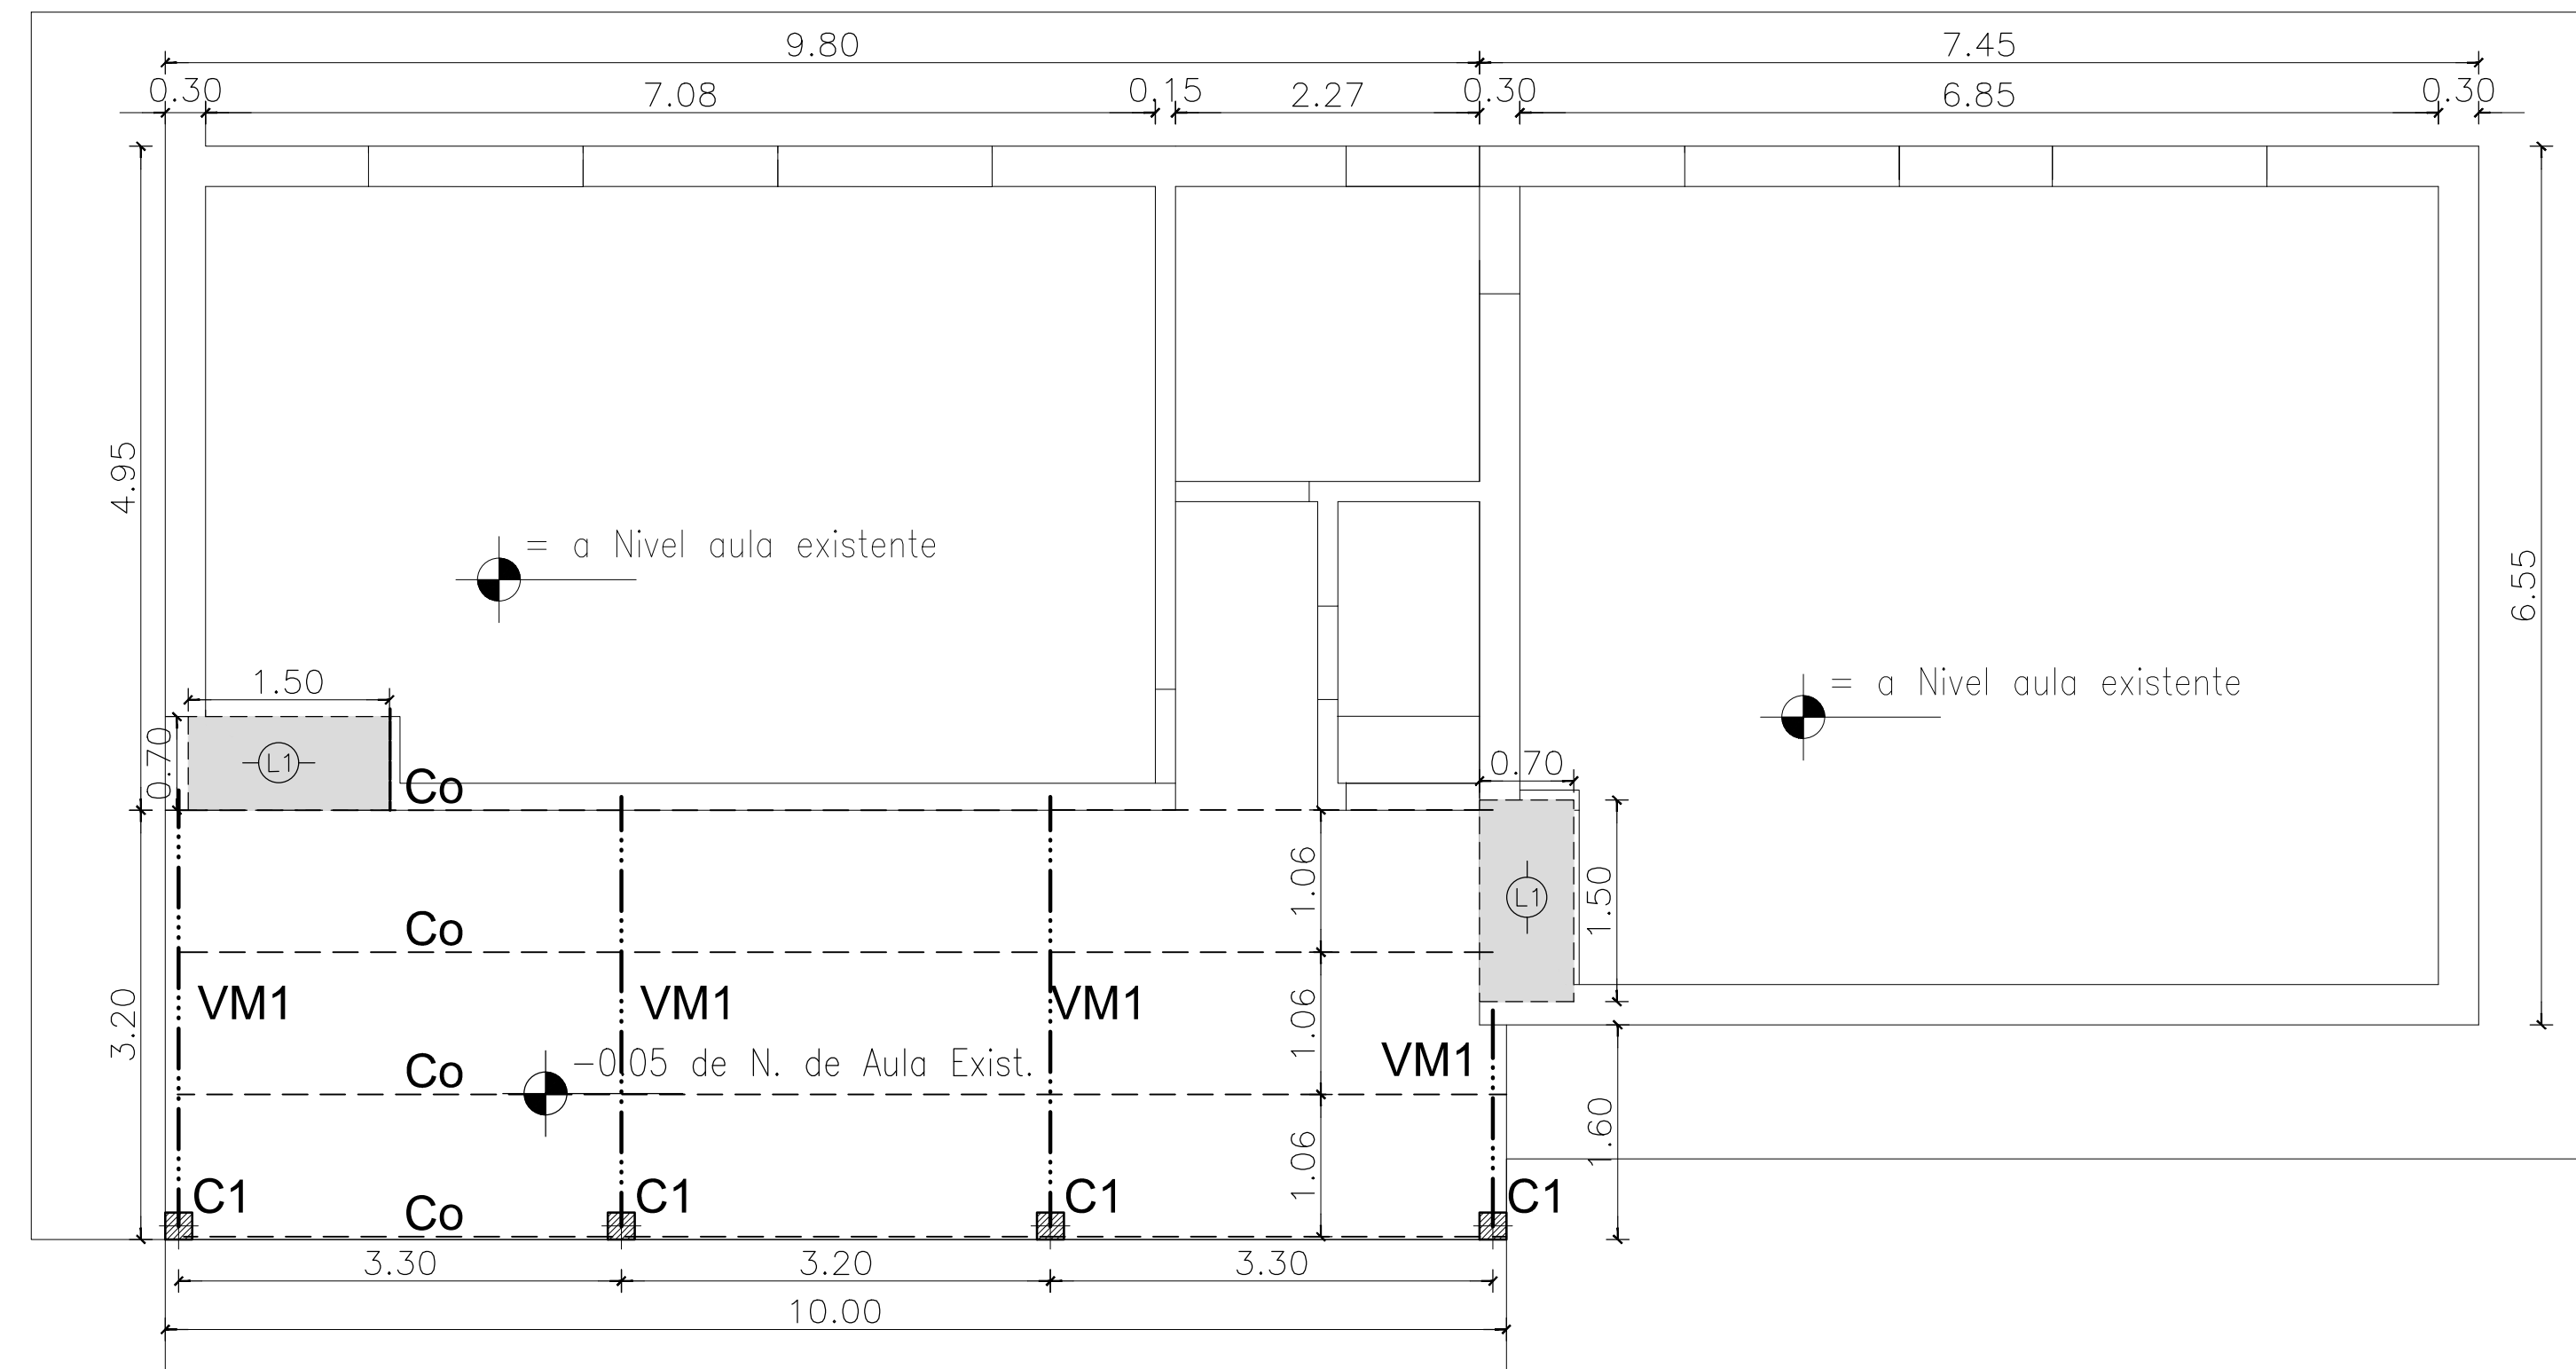 9.80
7.45
0.30
7.08
0.15
2.27
0.30
6.85
0.30
4.95
= a Nivel aula existente
6.55
1.50
= a Nivel aula existente
0.70
L1
Co
0.70
1.06
L1
1.50
Co
VM1
VM1
VM1
3.20
1.06
-0.05 de N. de Aula Exist.
VM1
Co
1.60
1.06
C1
Co
C1
C1
C1
3.30
3.20
3.30
10.00